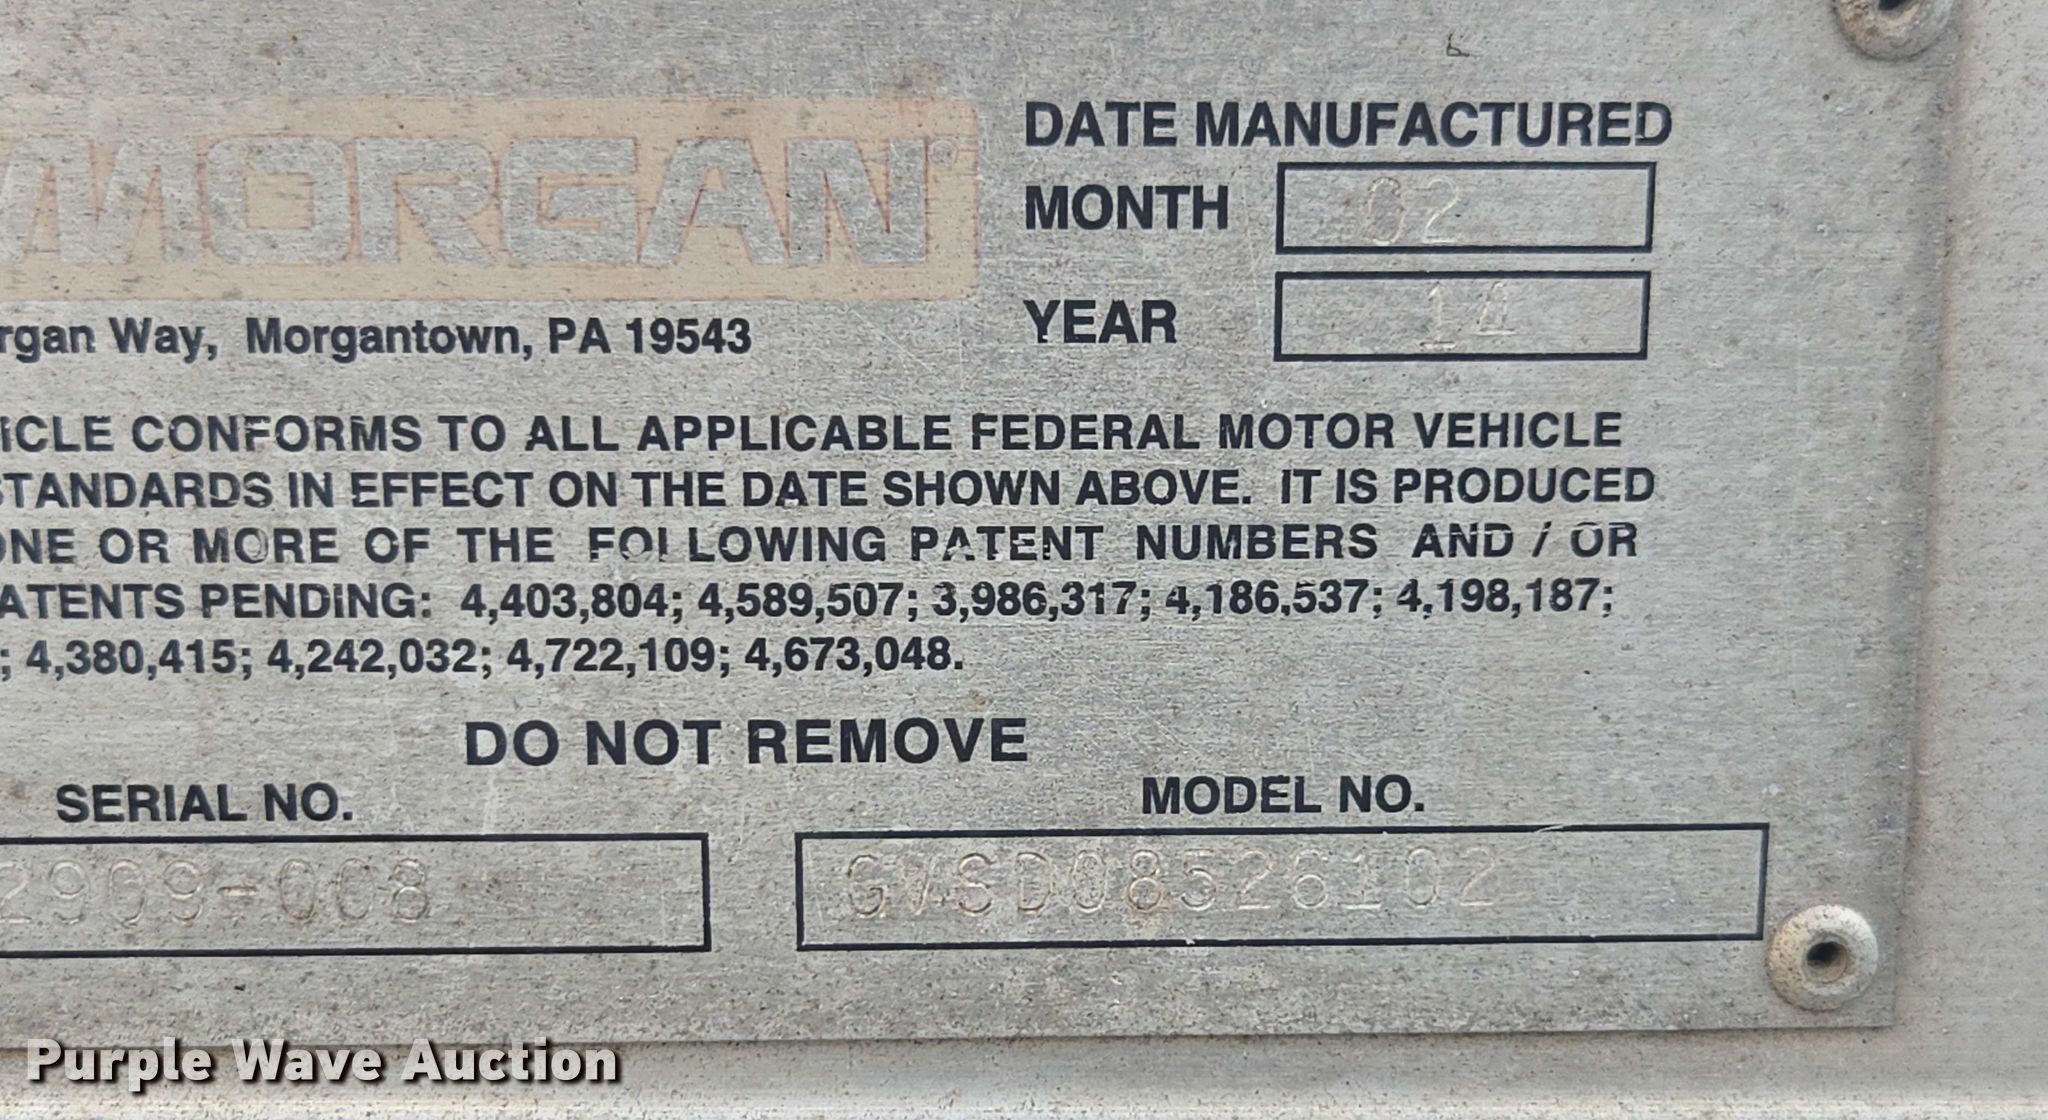 MORGAN®
DATE MANUFACTURED
MONTH 02
YEAR 14
rgan Way, Morgantown, PA 19543
ICLE CONFORMS TO ALL APPLICABLE FEDERAL MOTOR VEHICLE
STANDARDS IN EFFECT ON THE DATE SHOWN ABOVE. IT IS PRODUCED
ONE OR MORE OF THE FOLLOWING PATENT NUMBERS AND / OR
ATENTS PENDING: 4,403,804; 4,589,507; 3,986,317; 4,186,537; 4,198,187;
; 4,380,415; 4,242,032; 4,722,109; 4,673,048.
DO NOT REMOVE
SERIAL NO. MODEL NO.
2909-008 GVSD08526102
Purple Wave Auction